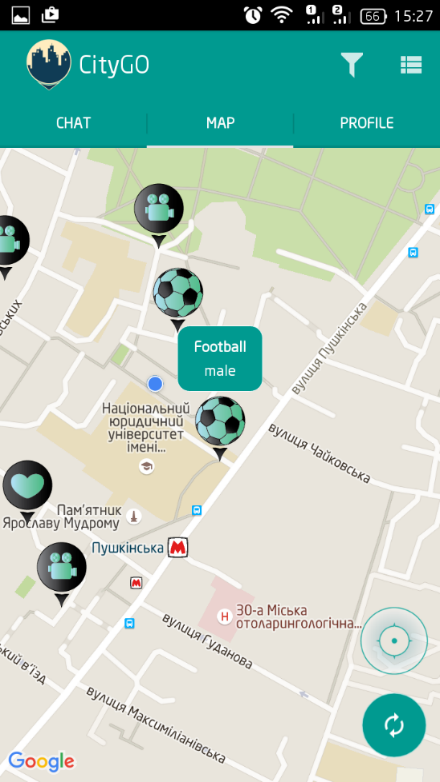 1
2
66
15:27
CityGO
CHAT
MAP
PROFILE
ських
вулиця Пушкінська
Football
male
Національний
юридичний
університет
імені...
вулиця Чайковська
Пам'ятник
Ярославу Мудрому
Пушкінська
М
М
Н
30-а Міська
отоларингологічна...
вулиця Гуданова
ький в'їзд
вулиця Максиміліанівська
Google